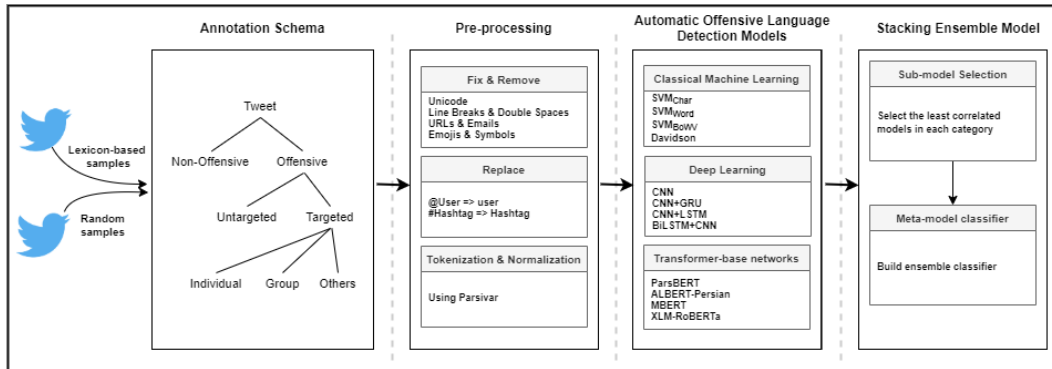 Annotation Schema
Pre-processing
Automatic Offensive Language
Detection Models
Stacking Ensemble Model
Lexicon-based
samples
Random
samples
Tweet
Non-Offensive
Offensive
Untargeted
Targeted
Individual
Group
Others
Fix & Remove
Unicode
Line Breaks & Double Spaces
URLs & Emails
Emojis & Symbols
Replace
@User => user
#Hashtag => Hashtag
Tokenization & Normalization
Using Parsivar
Classical Machine Learning
SVMChar
SVMWord
SVMBoWV
Davidson
Deep Learning
CNN
CNN+GRU
CNN+LSTM
BiLSTM+CNN
Transformer-base networks
ParsBERT
ALBERT-Persian
MBERT
XLM-RoBERTa
Sub-model Selection
Select the least correlated
models in each category
Meta-model classifier
Build ensemble classifier